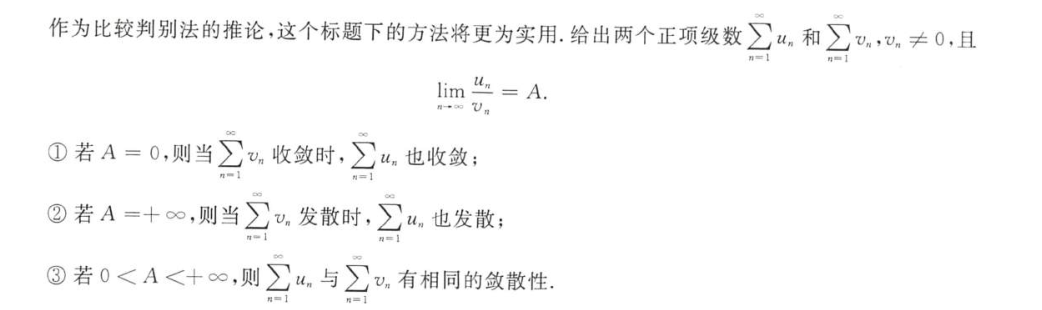 作为比较判别法的推论,这个标题下的方法将更为实用.给出两个正项级数 $\sum_{n=1}^{\infty} u_n$ 和 $\sum_{n=1}^{\infty} v_n, v_n \neq 0$,且
$\lim_{n \to \infty} \frac{u_n}{v_n} = A.$
① 若 $A = 0$,则当 $\sum_{n=1}^{\infty} v_n$ 收敛时,$\sum_{n=1}^{\infty} u_n$ 也收敛;
② 若 $A = +\infty$,则当 $\sum_{n=1}^{\infty} v_n$ 发散时,$\sum_{n=1}^{\infty} u_n$ 也发散;
③ 若 $0 < A < +\infty$,则 $\sum_{n=1}^{\infty} u_n$ 与 $\sum_{n=1}^{\infty} v_n$ 有相同的敛散性.